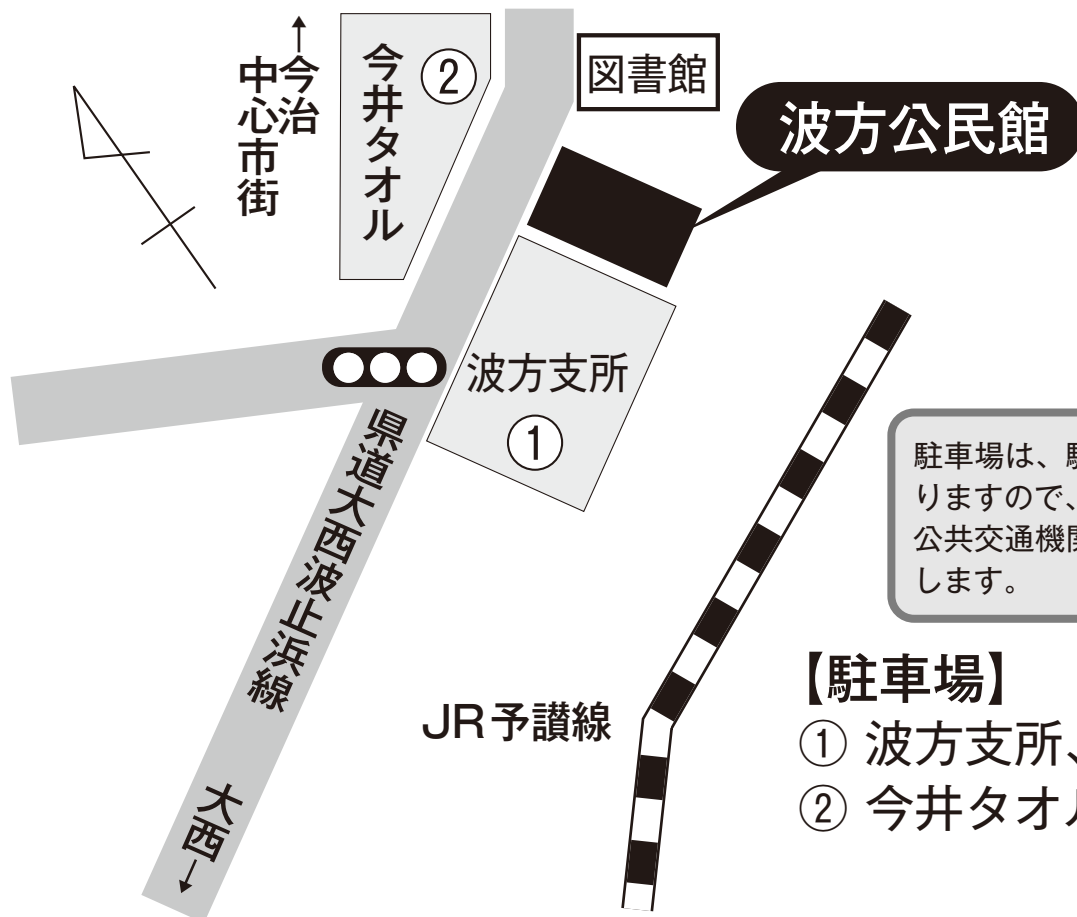 ←今治
中心市街
今井タオル
②
図書館
波方公民館
波方支所
①
県道大西波止浜線
大西→
JR予讃線
駐車場は、
りますので、
公共交通機
します。
【駐車場】
① 波方支所、
② 今井タオ